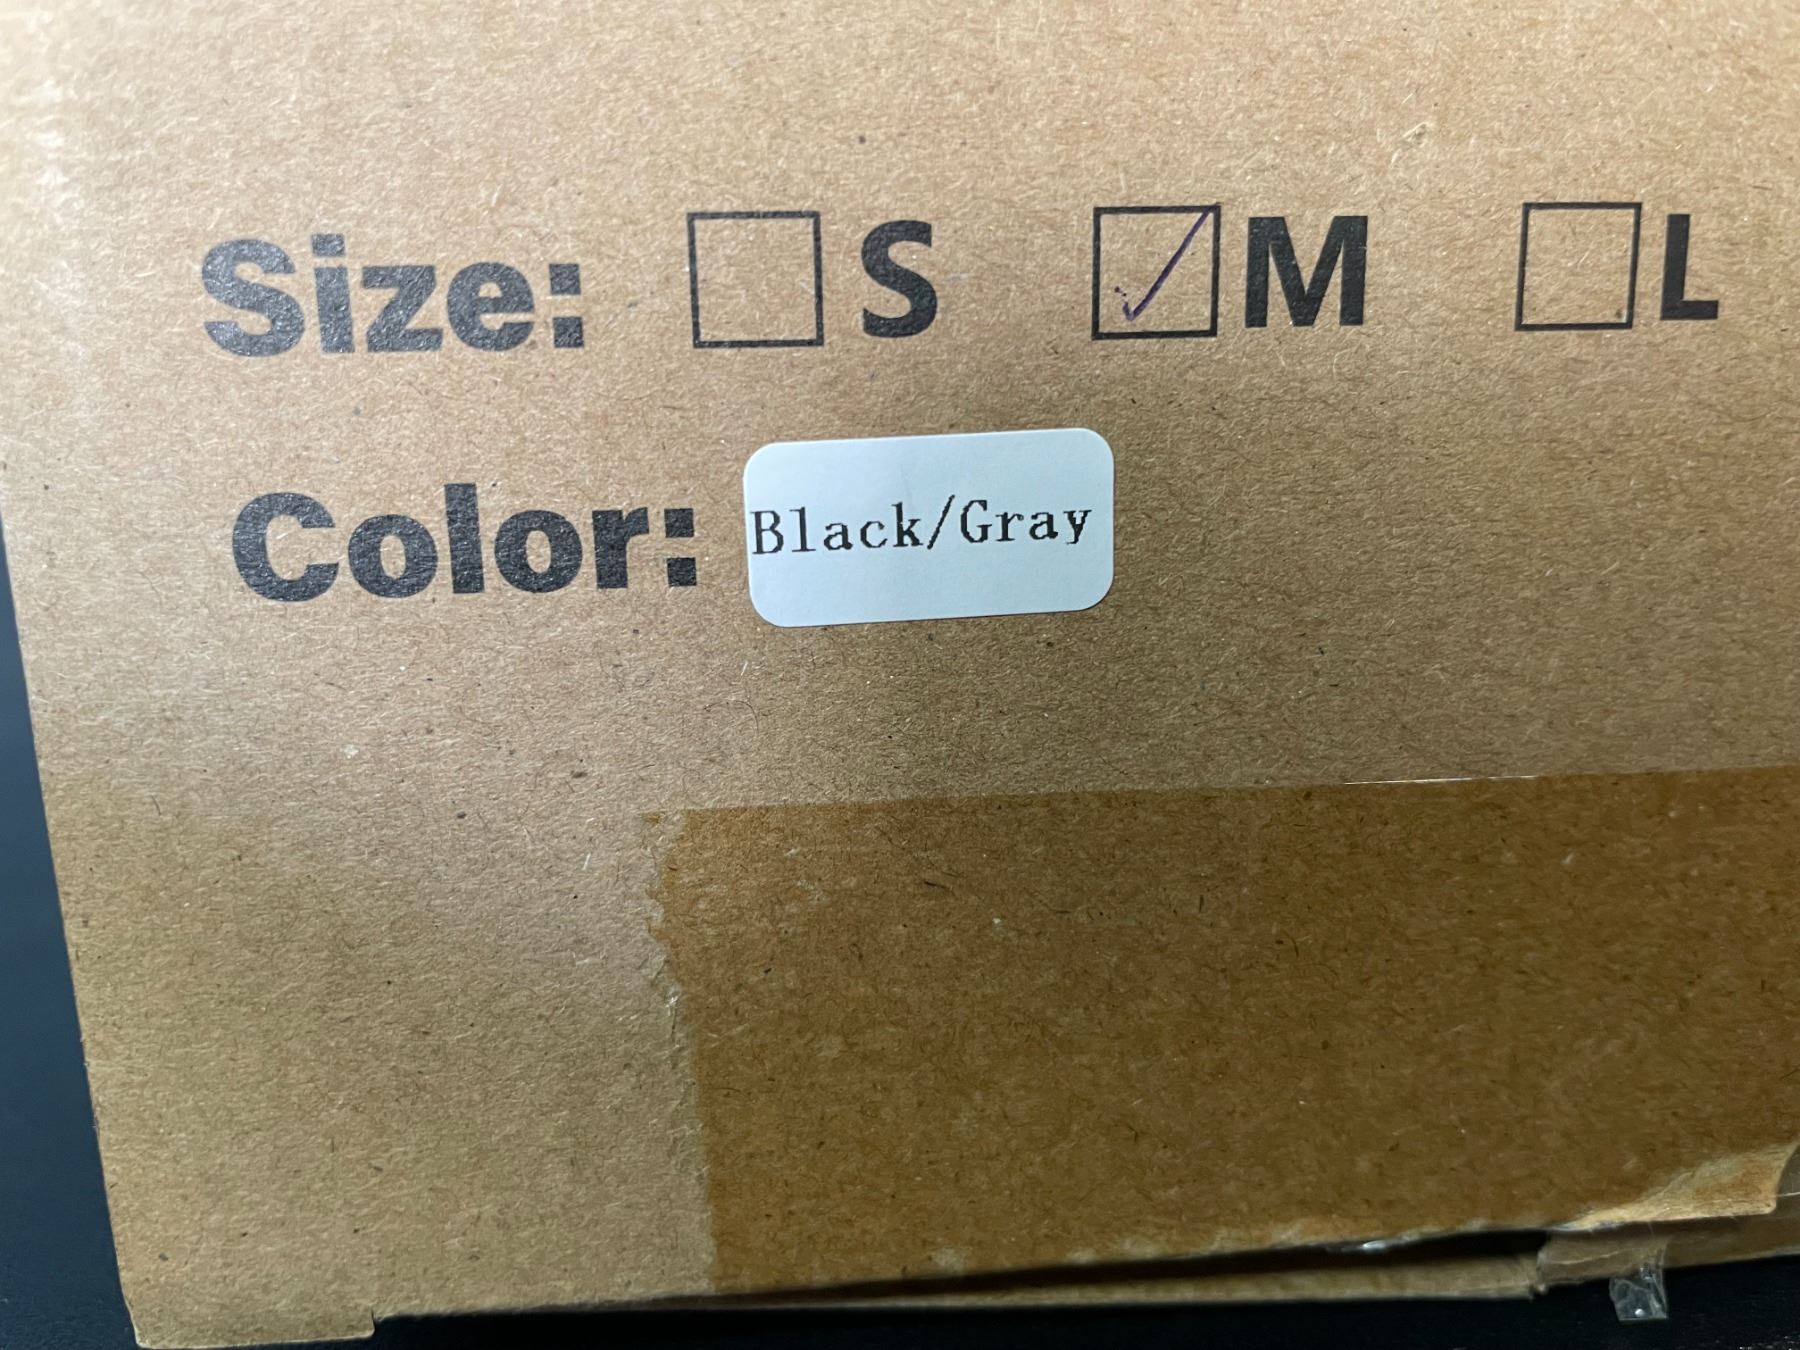 Size: ☐ S ☑ M ☐ L
Color: Black/Gray